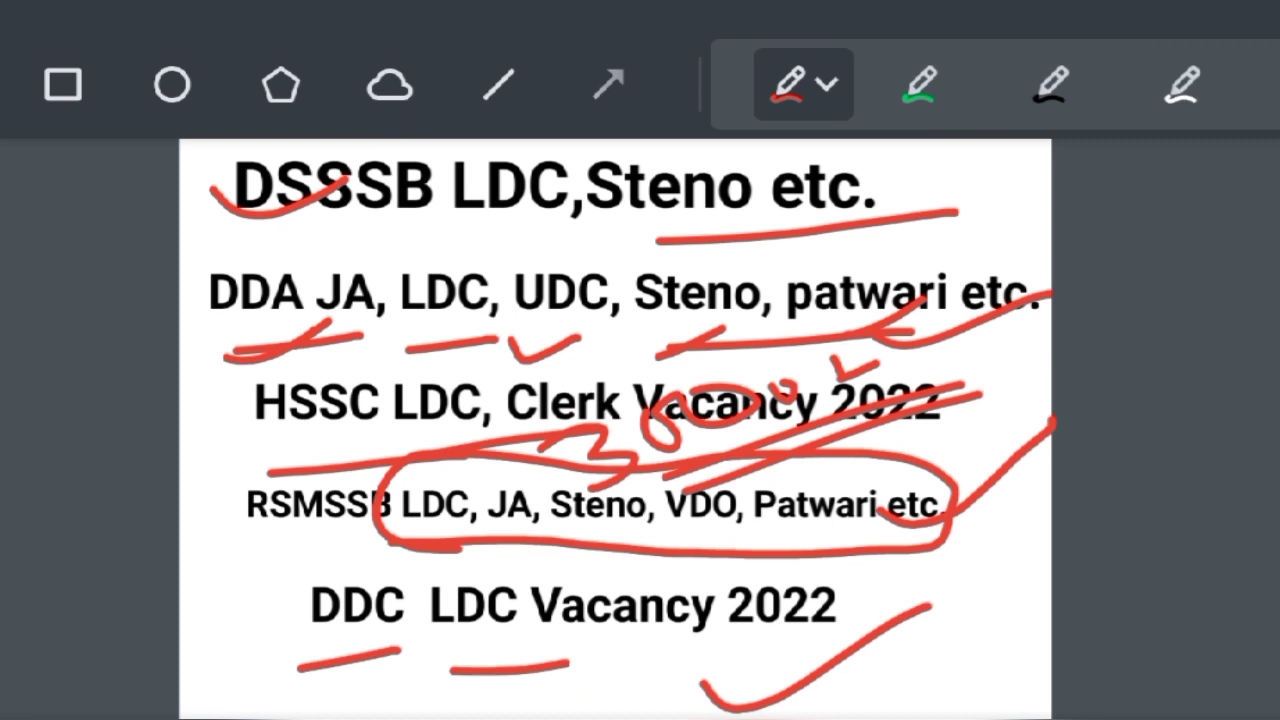 DSSSB LDC,Steno etc.
DDA JA, LDC, UDC, Steno, patwari etc.
HSSC LDC, Clerk Vacancy 2022
RSMSSB LDC, JA, Steno, VDO, Patwari etc.
DDC LDC Vacancy 2022